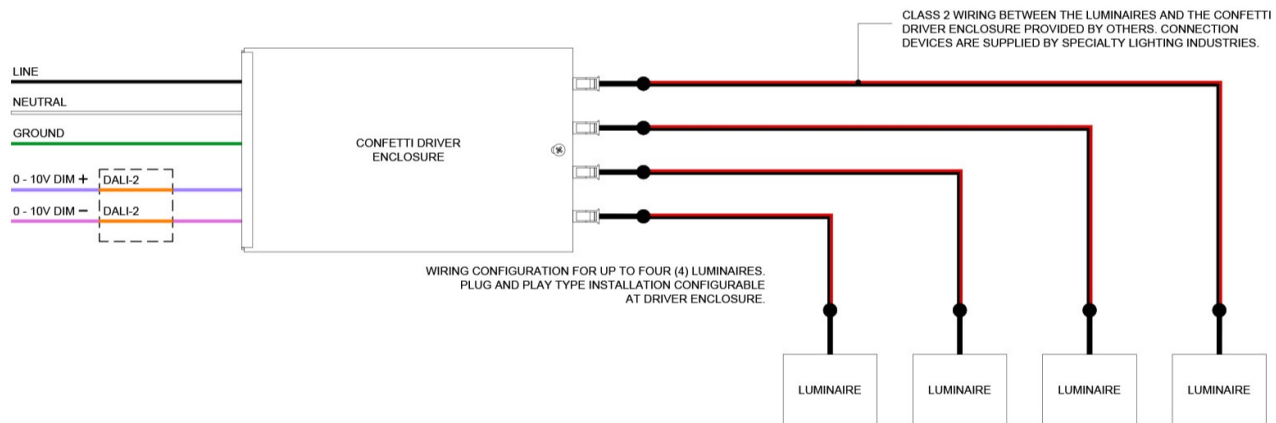 CLASS 2 WIRING BETWEEN THE LUMINAIRES AND THE CONFETTI
DRIVER ENCLOSURE PROVIDED BY OTHERS. CONNECTION
DEVICES ARE SUPPLIED BY SPECIALTY LIGHTING INDUSTRIES.
LINE
NEUTRAL
GROUND
0 - 10V DIM + DALI-2
0 - 10V DIM - DALI-2
CONFETTI DRIVER
ENCLOSURE
WIRING CONFIGURATION FOR UP TO FOUR (4) LUMINAIRES.
PLUG AND PLAY TYPE INSTALLATION CONFIGURABLE
AT DRIVER ENCLOSURE.
LUMINAIRE LUMINAIRE LUMINAIRE LUMINAIRE